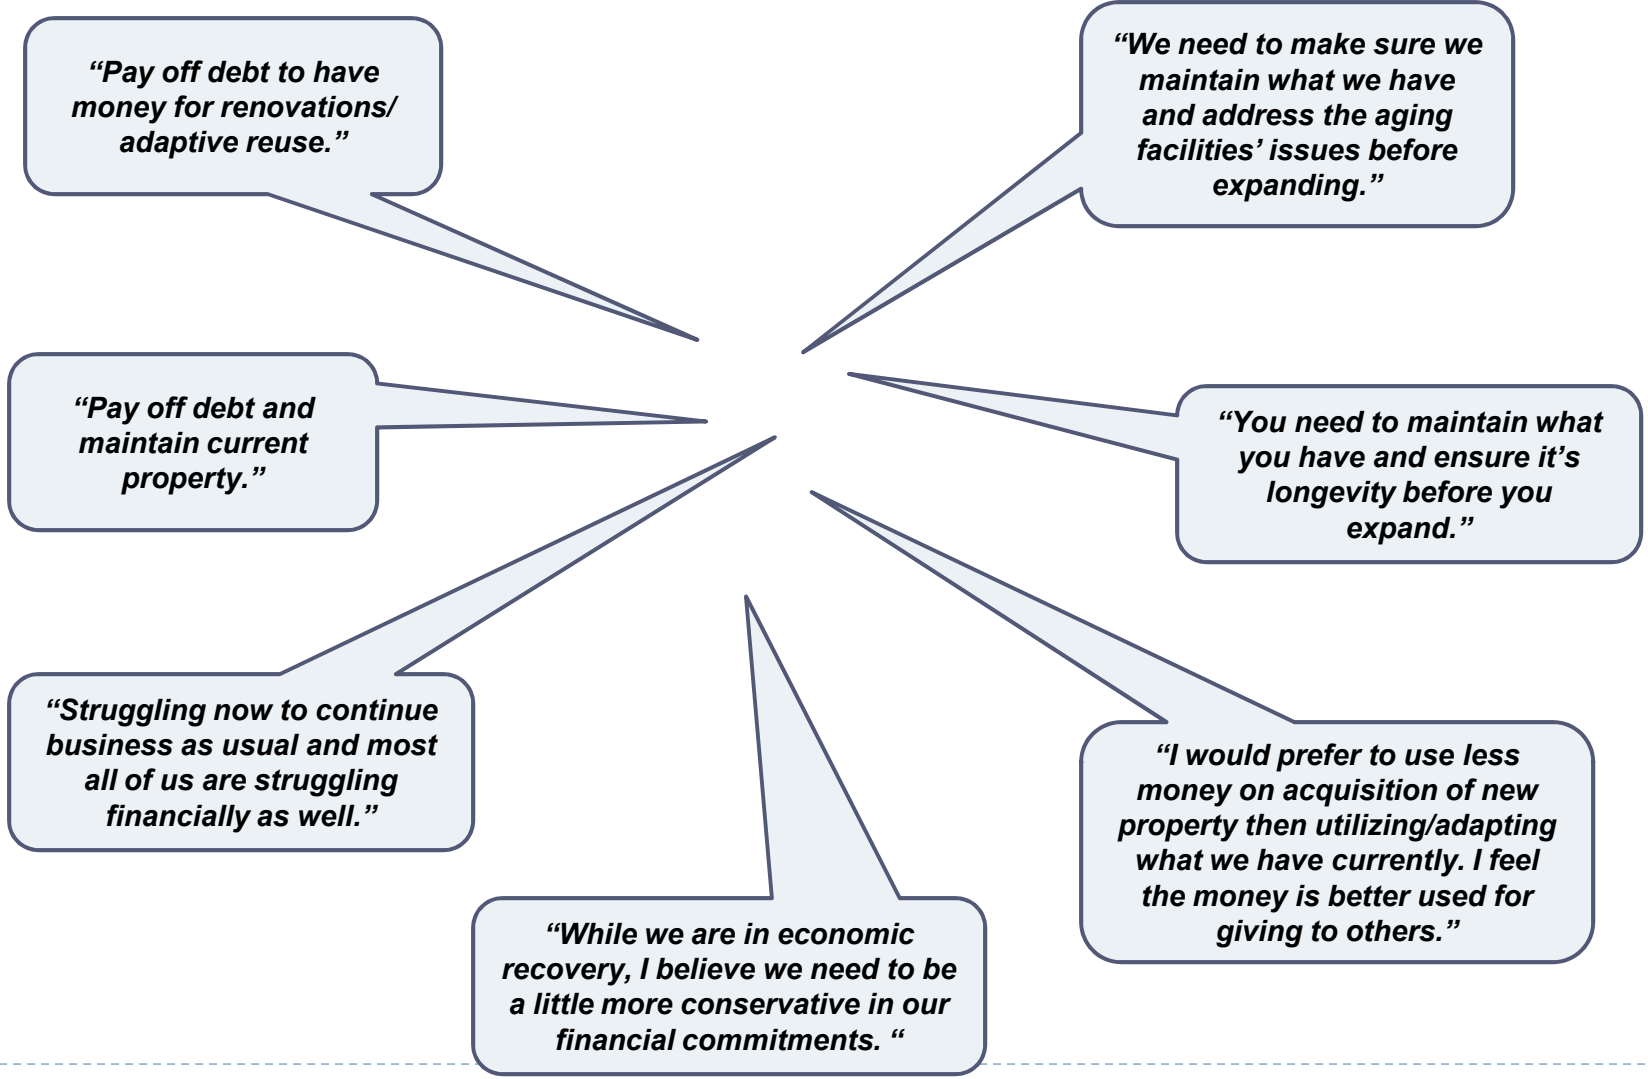 “Pay off debt to have
money for renovations/
adaptive reuse.”
“We need to make sure we
maintain what we have
and address the aging
facilities’ issues before
expanding.”
“Pay off debt and
maintain current
property.”
“You need to maintain what
you have and ensure it’s
longevity before you
expand.”
“Struggling now to continue
business as usual and most
all of us are struggling
financially as well.”
“I would prefer to use less
money on acquisition of new
property then utilizing/adapting
what we have currently. I feel
the money is better used for
giving to others.”
“While we are in economic
recovery, I believe we need to be
a little more conservative in our
financial commitments. “